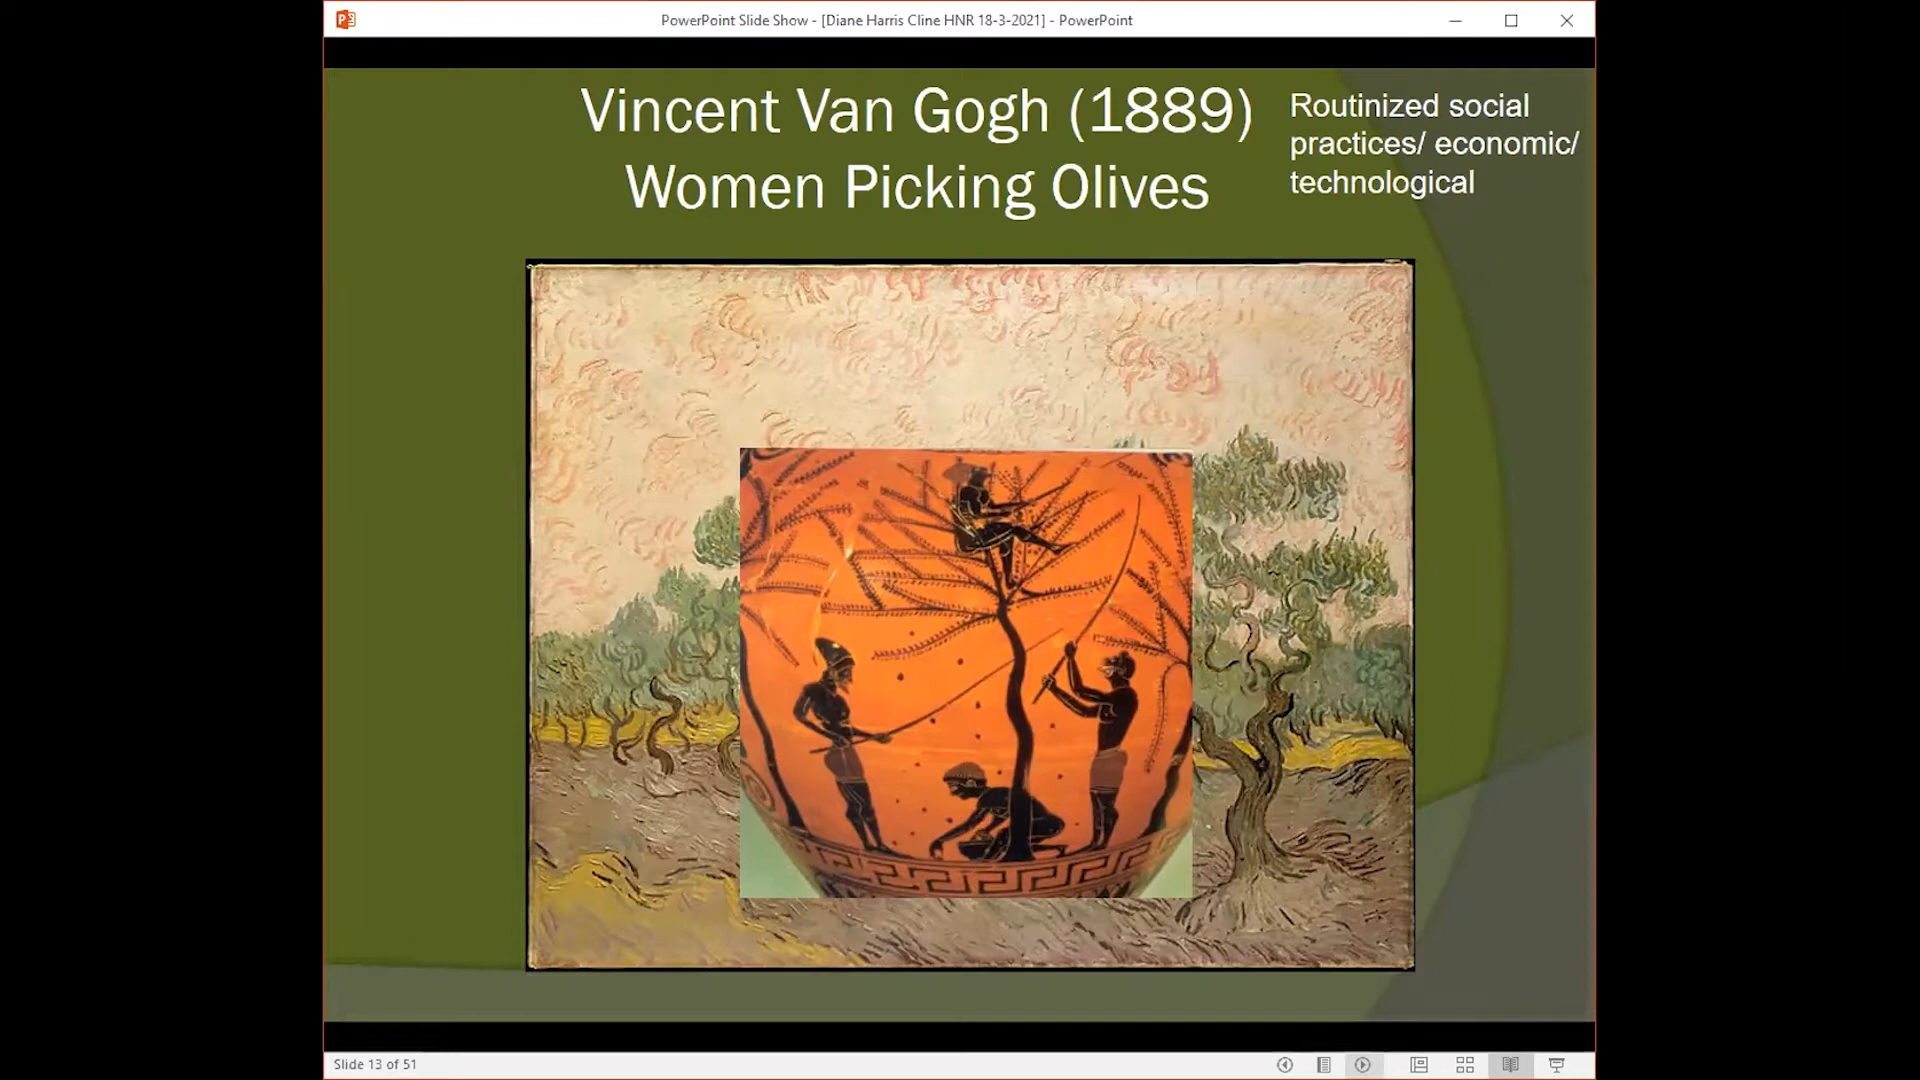 PowerPoint Slide Show - [Diane Harris Cline HNR 18-3-2021] - PowerPoint
Vincent Van Gogh (1889)
Women Picking Olives
Routinized social
practices/ economic/
technological
Slide 13 of 51